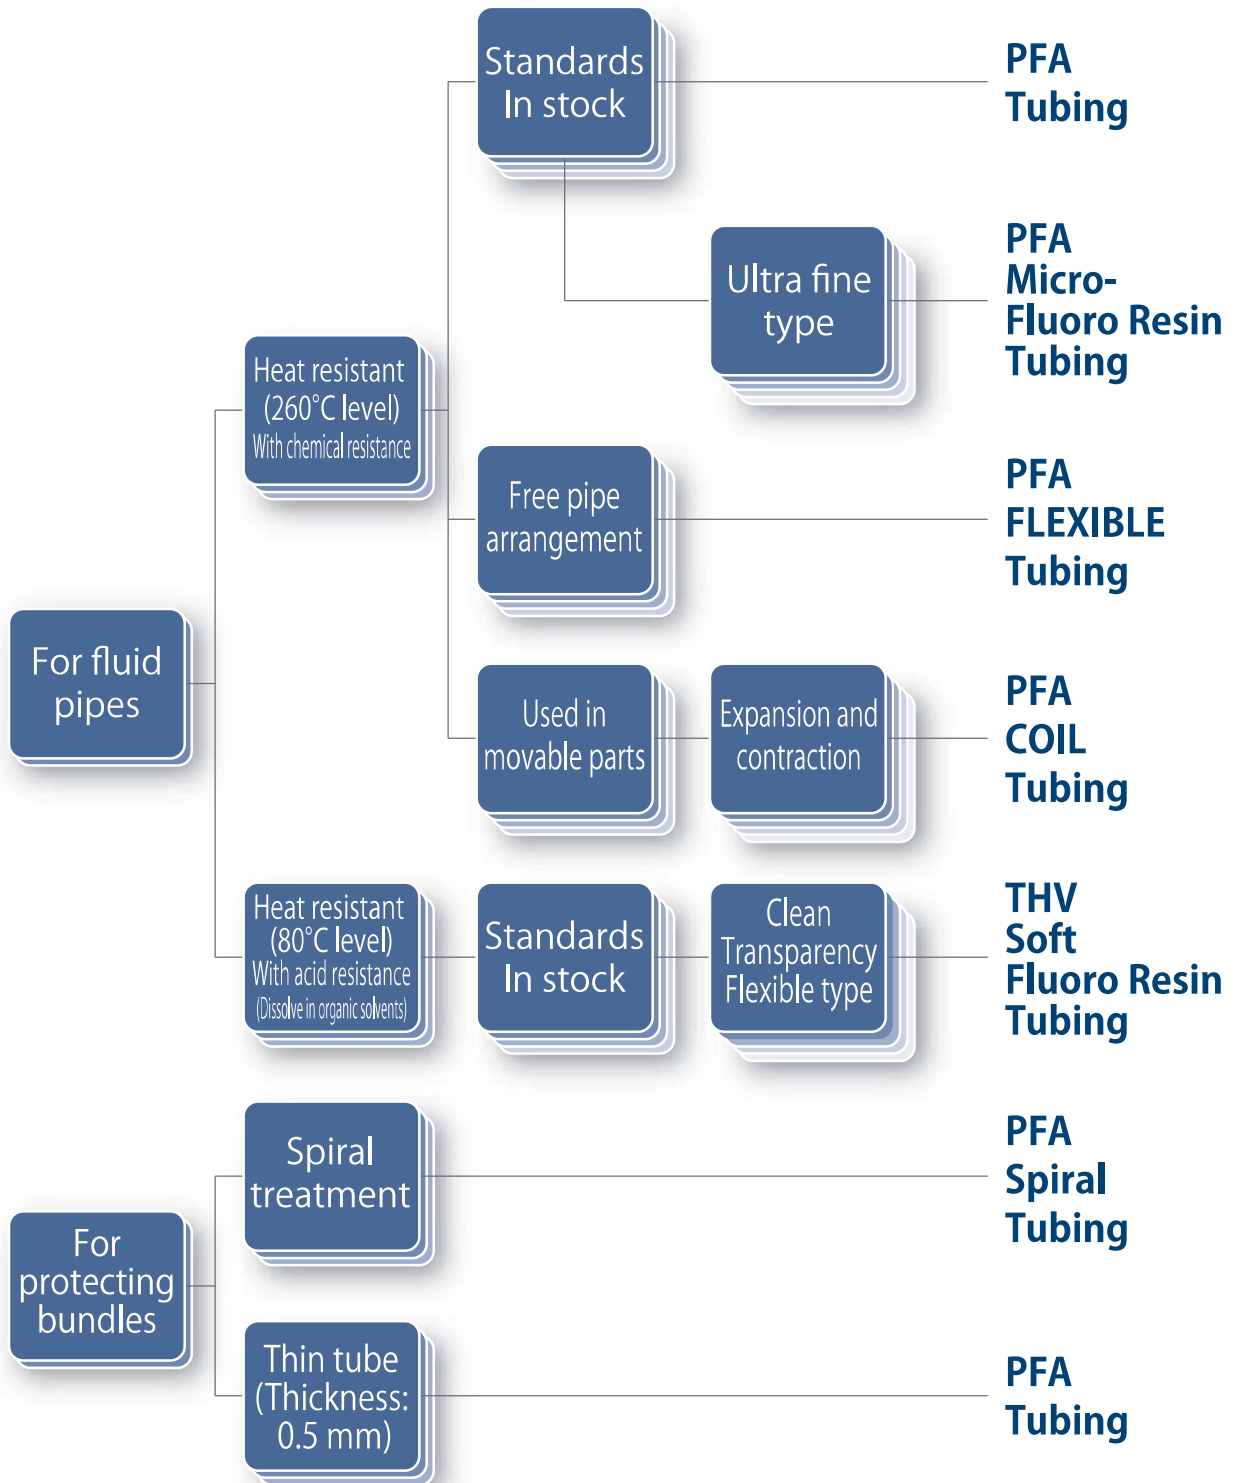 Standards
In stock
PFA
Tubing
Ultra fine
type
PFA
Micro-
Fluoro Resin
Tubing
Heat resistant
(260°C level)
With chemical resistance
Free pipe
arrangement
PFA
FLEXIBLE
Tubing
For fluid
pipes
Used in
movable parts
Expansion and
contraction
PFA
COIL
Tubing
Heat resistant
(80°C level)
With acid resistance
(Dissolve in organic solvents)
Standards
In stock
Clean
Transparency
Flexible type
THV
Soft
Fluoro Resin
Tubing
Spiral
treatment
PFA
Spiral
Tubing
For
protecting
bundles
Thin tube
(Thickness:
0.5 mm)
PFA
Tubing